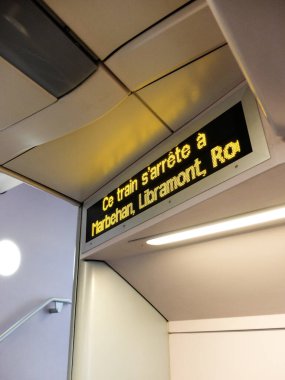 Ce train s'arrête à
Marbehan, Libramont,